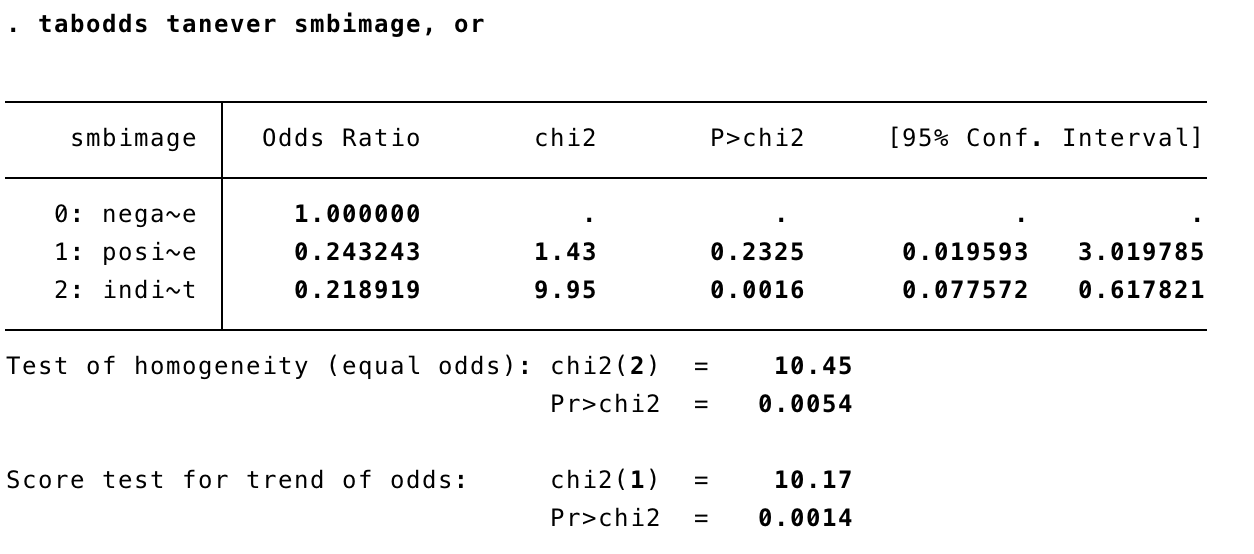 . tabodds tanever smbimage, or
smbimage Odds Ratio chi2 P>chi2 [95% Conf. Interval]
0: nega~e 1.000000 . . . .
1: posi~e 0.243243 1.43 0.2325 0.019593 3.019785
2: indi~t 0.218919 9.95 0.0016 0.077572 0.617821
Test of homogeneity (equal odds): chi2(2) = 10.45
Pr>chi2 = 0.0054
Score test for trend of odds: chi2(1) = 10.17
Pr>chi2 = 0.0014